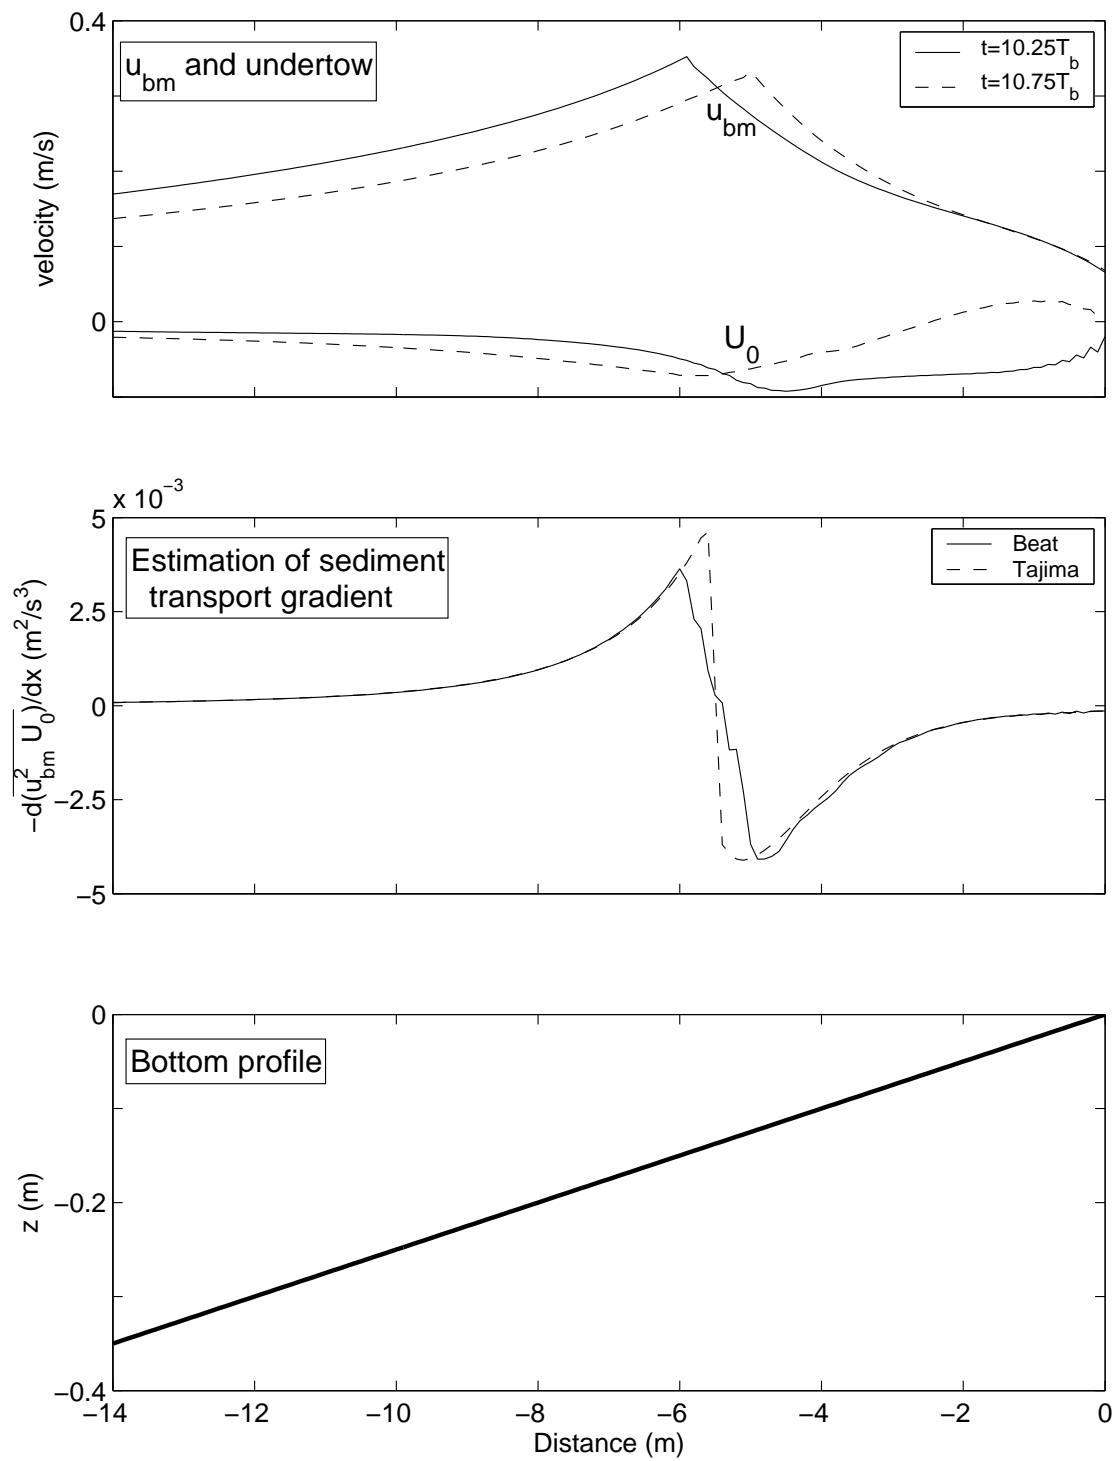 0.4
u_bm and undertow
t=10.25T_b
t=10.75T_b
u_bm
velocity (m/s)
0
U_0
x 10^−3
5
Estimation of sediment
transport gradient
Beat
Tajima
2.5
0
−2.5
−5
−d(u²_bm U_0)/dx (m²/s³)
0
Bottom profile
−0.2
z (m)
−0.4
−14 −12 −10 −8 −6 −4 −2 0
Distance (m)